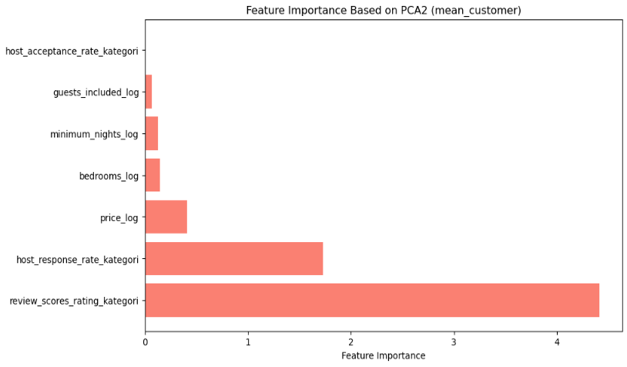 Feature Importance Based on PCA2 (mean_customer)
host_acceptance_rate_kategori
guests_included_log
minimum_nights_log
bedrooms_log
price_log
host_response_rate_kategori
review_scores_rating_kategori
0 1 2 3 4
Feature Importance